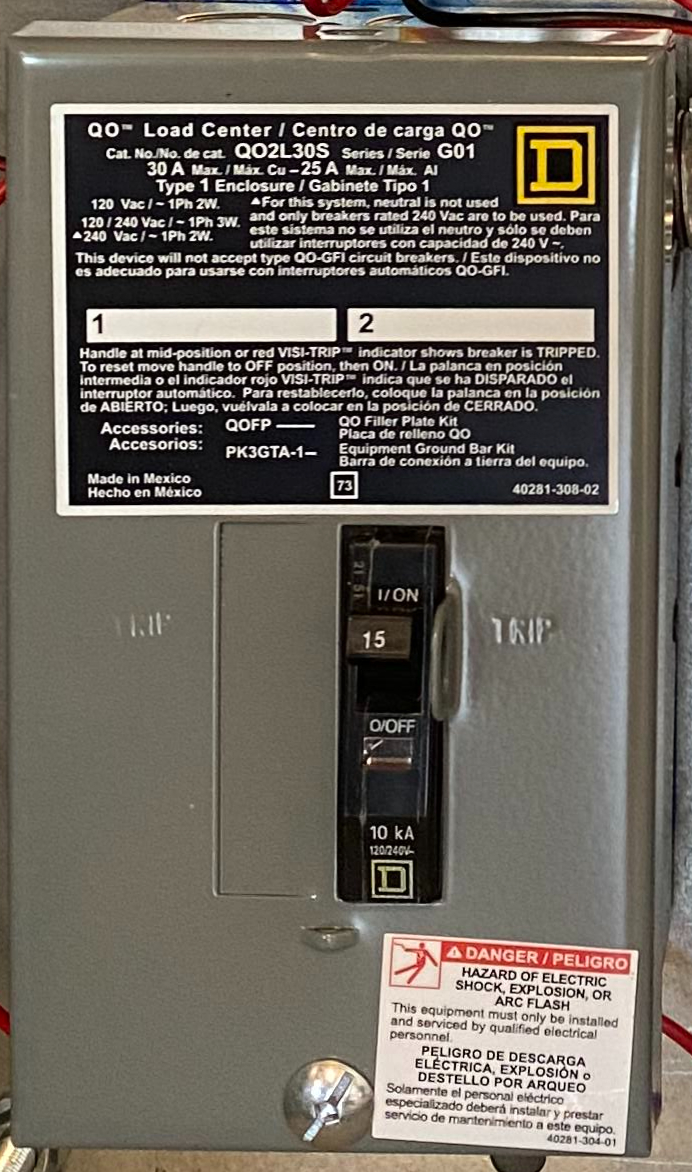 QO™ Load Center / Centro de carga QO™
Cat. No./No. de cat. QO2L30S Series / Serie G01
30 A Max. / Máx. Cu – 25 A Max. / Máx. Al
Type 1 Enclosure / Gabinete Tipo 1
120 Vac / ~ 1Ph 2W.
120 / 240 Vac / ~ 1Ph 3W.
▲240 Vac / ~ 1Ph 2W.
▲For this system, neutral is not used
and only breakers rated 240 Vac are to be used. Para
este sistema no se utiliza el neutro y sólo se deben
utilizar interruptores con capacidad de 240 V ~.
This device will not accept type QO-GFI circuit breakers. / Este dispositivo no
es adecuado para usarse con interruptores automáticos QO-GFI.
1 2
Handle at mid-position or red VISI-TRIP™ indicator shows breaker is TRIPPED.
To reset move handle to OFF position, then ON. / La palanca en posición
intermedia o el indicador rojo VISI-TRIP™ indica que se ha DISPARADO el
interruptor automático. Para restablecerlo, coloque la palanca en la posición
de ABIERTO; Luego, vuélvala a colocar en la posición de CERRADO.
Accessories:
Accesorios:
QOFP —— QO Filler Plate Kit
Placa de relleno QO
PK3GTA-1– Equipment Ground Bar Kit
Barra de conexión a tierra del equipo.
Made in Mexico
Hecho en México
73
40281-308-02
TRIP
I/ON
15
O/OFF
10 kA
120/240V~
D
TRIP
DANGER / PELIGRO
HAZARD OF ELECTRIC
SHOCK, EXPLOSION, OR
ARC FLASH
This equipment must only be installed
and serviced by qualified electrical
personnel.
PELIGRO DE DESCARGA
ELÉCTRICA, EXPLOSIÓN o
DESTELLO POR ARQUEO
Solamente el personal eléctrico
especializado deberá instalar y prestar
servicio de mantenimiento a este equipo.
40281-304-01